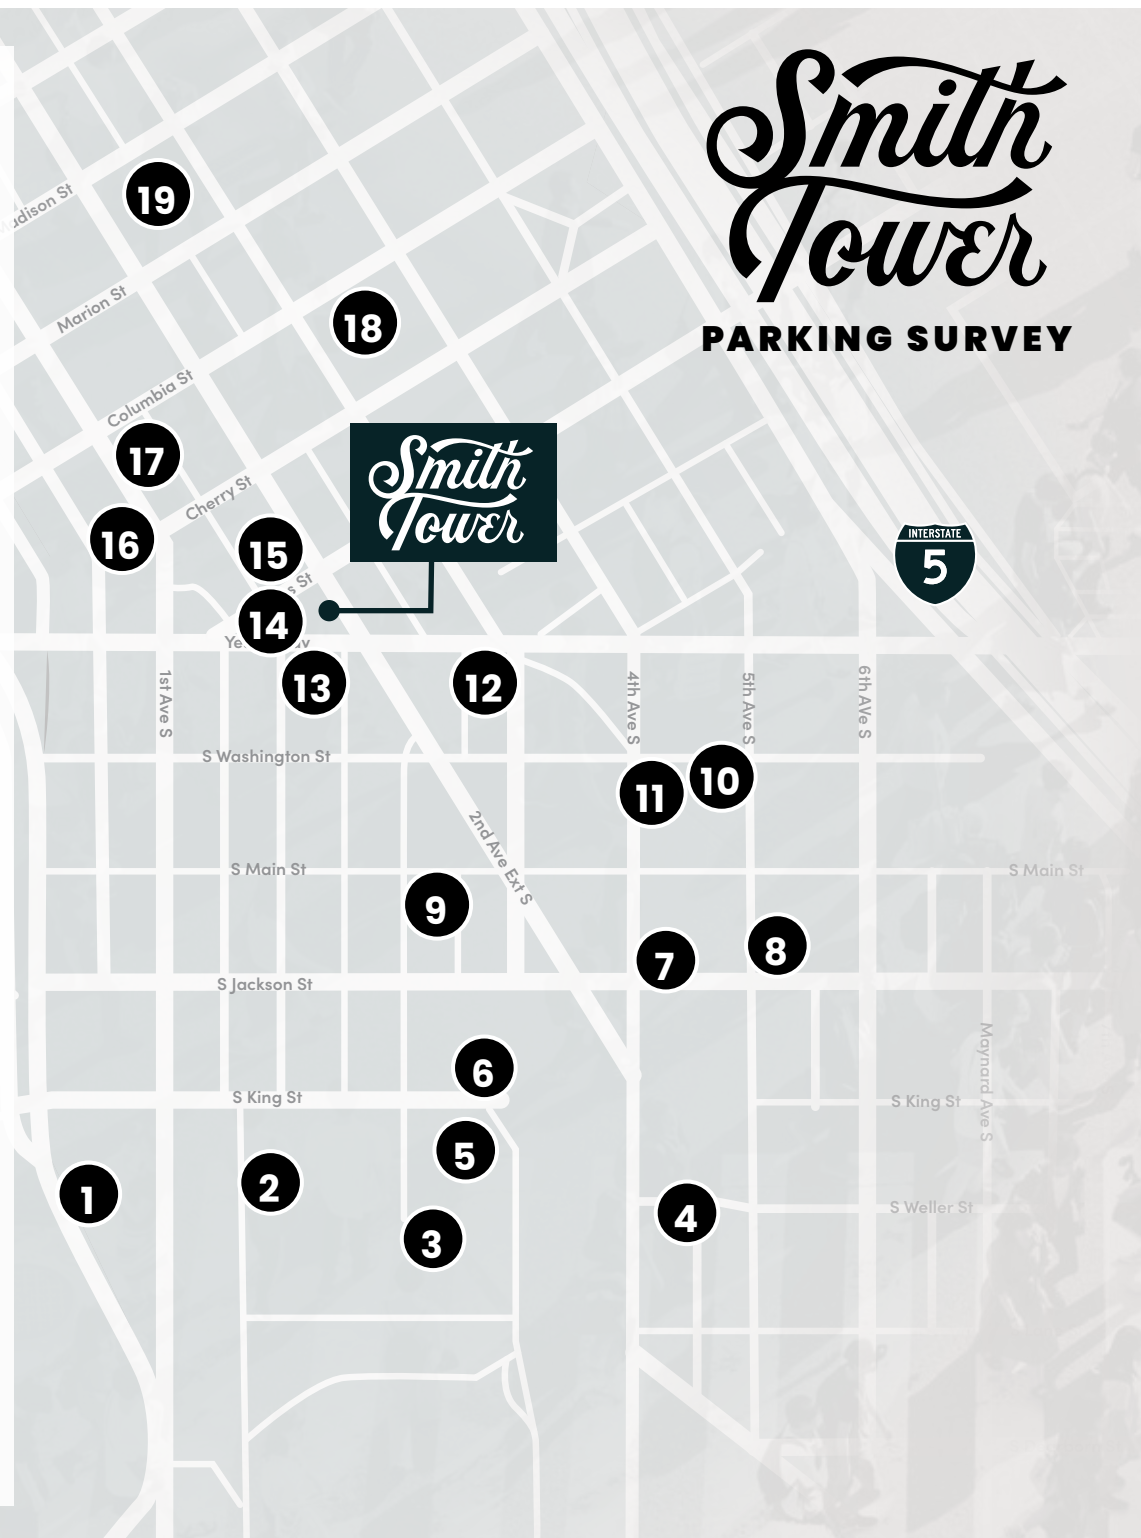 Smith
Tower
PARKING SURVEY
Madison St
19
Marion St
18
Columbia St
17
Smith
Tower
Cherry St
16
15
INTERSTATE
5
s St
14
Ye
av
13
12
1st Ave S
4th Ave S
5th Ave S
6th AVe S
S Washington St
11
10
2nd Ave Ext S
S Main St
S Main St
9
7
8
S Jackson St
6
Maynard Ave S
S King St
S King St
5
1
2
4
S Weller St
3